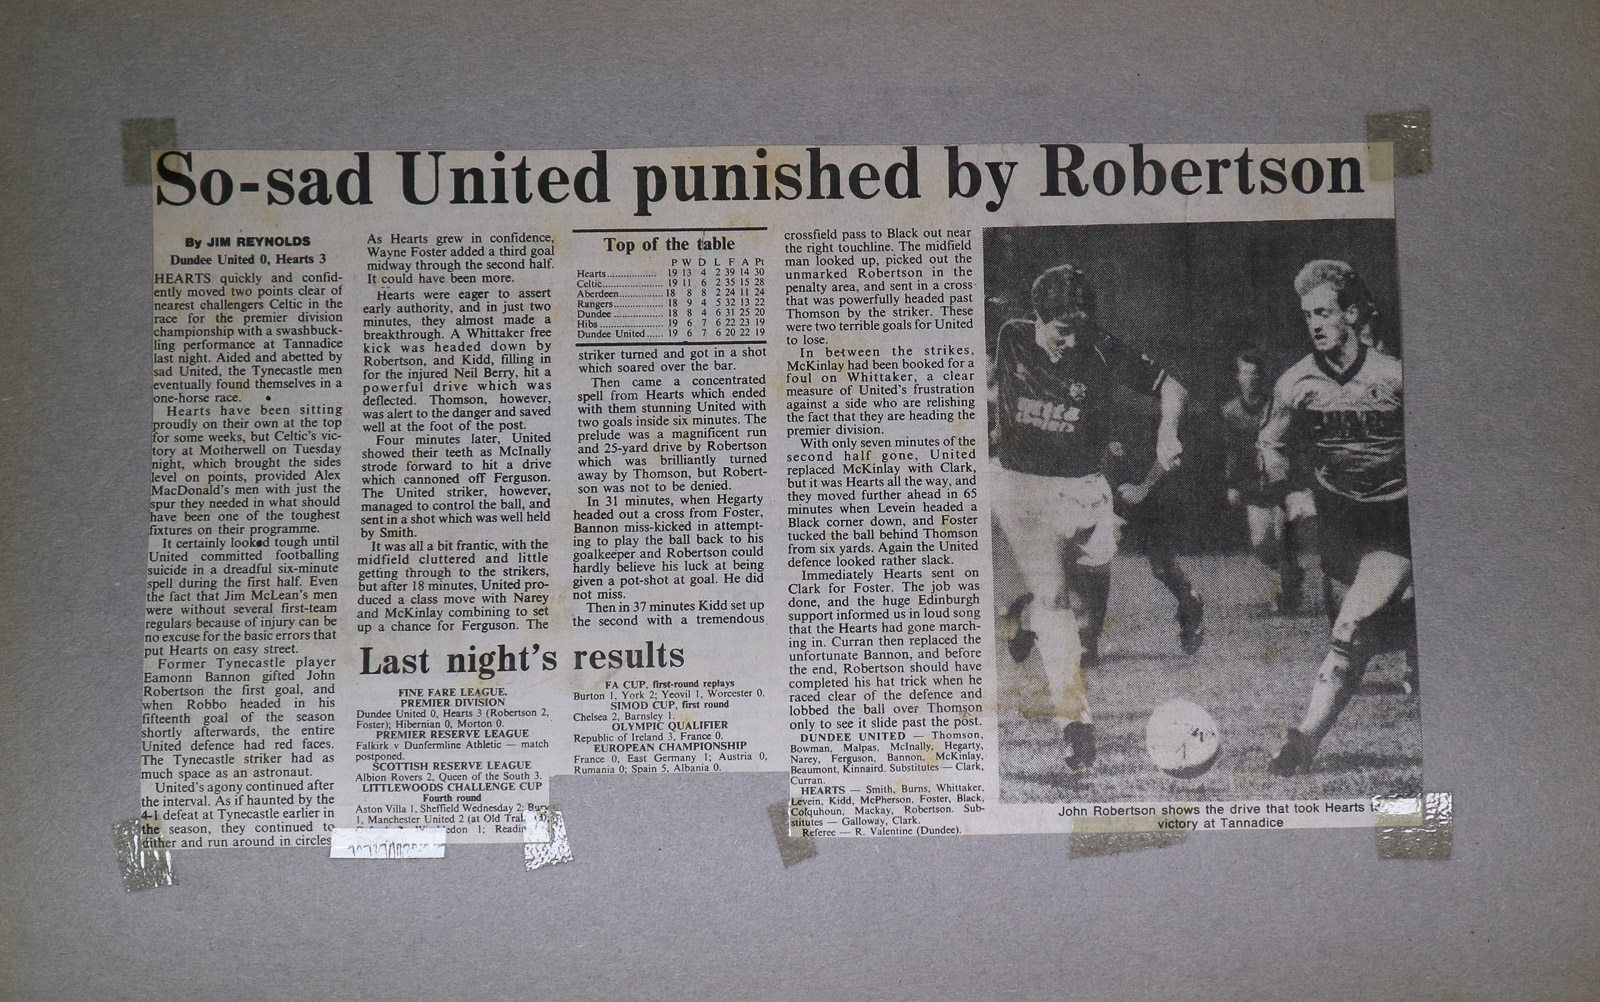 So-sad United punished by Robertson
By JIM REYNOLDS
Dundee United 0, Hearts 3
HEARTS quickly and confid-
ently moved two points clear of
nearest challengers Celtic in the
race for the premier division
championship with a swashbuck-
ling performance at Tannadice
last night. Aided and abetted by
sad United, the Tynecastle men
eventually found themselves in a
one-horse race.
Hearts have been sitting
proudly on their own at the top
for some weeks, but Celtic's vic-
tory at Motherwell on Tuesday
night, which brought the sides
level on points, provided Alex
MacDonald's men with just the
spur they needed in what should
have been one of the toughest
fixtures on their programme.
It certainly looked tough until
United committed footballing
suicide in a dreadful six-minute
spell during the first half. Even
the fact that Jim McLean's men
were without several first-team
regulars because of injury can be
no excuse for the basic errors that
put Hearts on easy street.
Former Tynecastle player
Eamonn Bannon gifted John
Robertson the first goal, and
when Robbo headed in his
fifteenth goal of the season
shortly afterwards, the entire
United defence had red faces.
The Tynecastle striker had as
much space as an astronaut.
United's agony continued after
the interval. As if haunted by the
4-1 defeat at Tynecastle earlier in
the season, they continued to
dither and run around in circles.
As Hearts grew in confidence,
Wayne Foster added a third goal
midway through the second half.
It could have been more.
Hearts were eager to assert
early authority, and in just two
minutes, they almost made a
breakthrough. A Whittaker free
kick was headed down by
Robertson, and Kidd, filling in
for the injured Neil Berry, hit a
powerful drive which was
deflected. Thomson, however,
was alert to the danger and saved
well at the foot of the post.
Four minutes later, United
showed their teeth as McInally
strode forward to hit a drive
which cannoned off Ferguson.
The United striker, however,
managed to control the ball, and
sent in a shot which was well held
by Smith.
It was all a bit frantic, with the
midfield cluttered and little
getting through to the strikers,
but after 18 minutes, United pro-
duced a class move with Narey
and McKinlay combining to set
up a chance for Ferguson. The
Top of the table
P W D L F A Pt
Hearts 19 13 4 2 39 14 30
Celtic 19 11 6 2 35 15 28
Aberdeen 18 8 8 2 24 11 24
Rangers 18 9 4 5 32 13 22
Dundee 18 8 4 6 31 25 20
Hibs 19 6 7 6 22 23 19
Dundee United 19 6 7 6 20 22 19
striker turned and got in a shot
which soared over the bar.
Then came a concentrated
spell from Hearts which ended
with them stunning United with
two goals inside six minutes. The
prelude was a magnificent run
and 25-yard drive by Robertson
which was brilliantly turned
away by Thomson, but Robert-
son was not to be denied.
In 31 minutes, when Hegarty
headed out a cross from Foster,
Bannon miss-kicked in attempt-
ing to play the ball back to his
goalkeeper and Robertson could
hardly believe his luck at being
given a pot-shot at goal. He did
not miss.
Then in 37 minutes Kidd set up
the second with a tremendous
crossfield pass to Black out near
the right touchline. The midfield
man looked up, picked out the
unmarked Robertson in the
penalty area, and sent in a cross
that was powerfully headed past
Thomson by the striker. These
were two terrible goals for United
to lose.
In between the strikes,
McKinlay had been booked for a
foul on Whittaker, a clear
measure of United's frustration
against a side who are relishing
the fact that they are heading the
premier division.
With only seven minutes of the
second half gone, United
replaced McKinlay with Clark,
but it was Hearts all the way, and
they moved further ahead in 65
minutes when Levein headed a
Black corner down, and Foster
tucked the ball behind Thomson
from six yards. Again the United
defence looked rather slack.
Immediately Hearts sent on
Clark for Foster. The job was
done, and the huge Edinburgh
support informed us in loud song
that the Hearts had gone march-
ing in. Curran then replaced the
unfortunate Bannon, and before
the end, Robertson should have
completed his hat trick when he
raced clear of the defence and
lobbed the ball over Thomson
only to see it slide past the post.
DUNDEE UNITED — Thomson,
Bowman, Malpas, McInally, Hegarty,
Narey, Ferguson, Bannon, McKinlay,
Beaumont, Kinnaird. Substitutes — Clark,
Curran.
HEARTS — Smith, Burns, Whittaker,
Levein, Kidd, McPherson, Foster, Black,
Colquhoun, Mackay, Robertson. Sub-
stitutes — Galloway, Clark.
Referee — R. Valentine (Dundee).
Last night's results
FINE FARE LEAGUE.
PREMIER DIVISION
Dundee United 0, Hearts 3 (Robertson 2,
Foster); Hibernian 0, Morton 0.
PREMIER RESERVE LEAGUE
Falkirk v Dunfermline Athletic — match
postponed.
SCOTTISH RESERVE LEAGUE
Albion Rovers 2, Queen of the South 3.
LITTLEWOODS CHALLENGE CUP
Fourth round
Aston Villa 1, Sheffield Wednesday 2; Bury
1, Manchester United 2 (at Old
FA CUP, first-round replays
Burton 1, York 2; Yeovil 1, Worcester 0.
SIMOD CUP, first round
Chelsea 2, Barnsley 1.
OLYMPIC QUALIFIER
Republic of Ireland 3, France 0.
EUROPEAN CHAMPIONSHIP
France 0, East Germany 1; Austria 0,
Rumania 0; Spain 5, Albania 0.
John Robertson shows the drive that took Hearts
victory at Tannadice